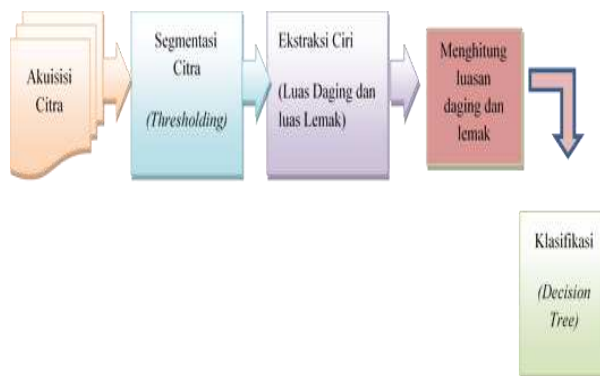 Akuisisi
Citra
Segmentasi
Citra
(Thresholding)
Ekstraksi Ciri
(Luas Daging dan
luas Lemak)
Menghitung
luasan
daging dan
lemak
Klasifikasi
(Decision
Tree)